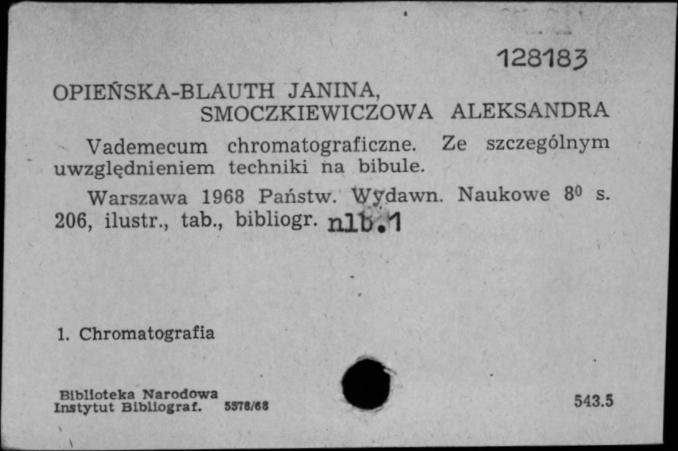 128183
OPIEŃSKA-BLAUTH JANINA,
SMOCZKIEWICZOWA ALEKSANDRA
Vademecum chromatograficzne. Ze szczególnym
uwzględnieniem techniki na bibule.
Warszawa 1968 Państw. Wydawn. Naukowe 8⁰ s.
206, ilustr., tab., bibliogr. nlb.1
1. Chromatografia
Biblioteka Narodowa
Instytut Bibliograf. 5578/68
543.5